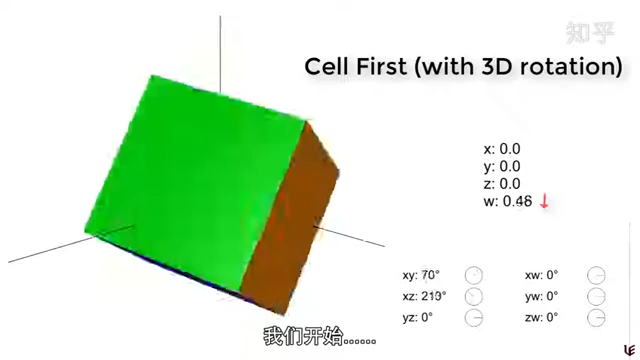 知乎
Cell First (with 3D rotation)
x: 0.0
y: 0.0
z: 0.0
w: 0.46 ↓
xy: 70° xw: 0°
xz: 213° yw: 0°
yz: 0° zw: 0°
我们开始......